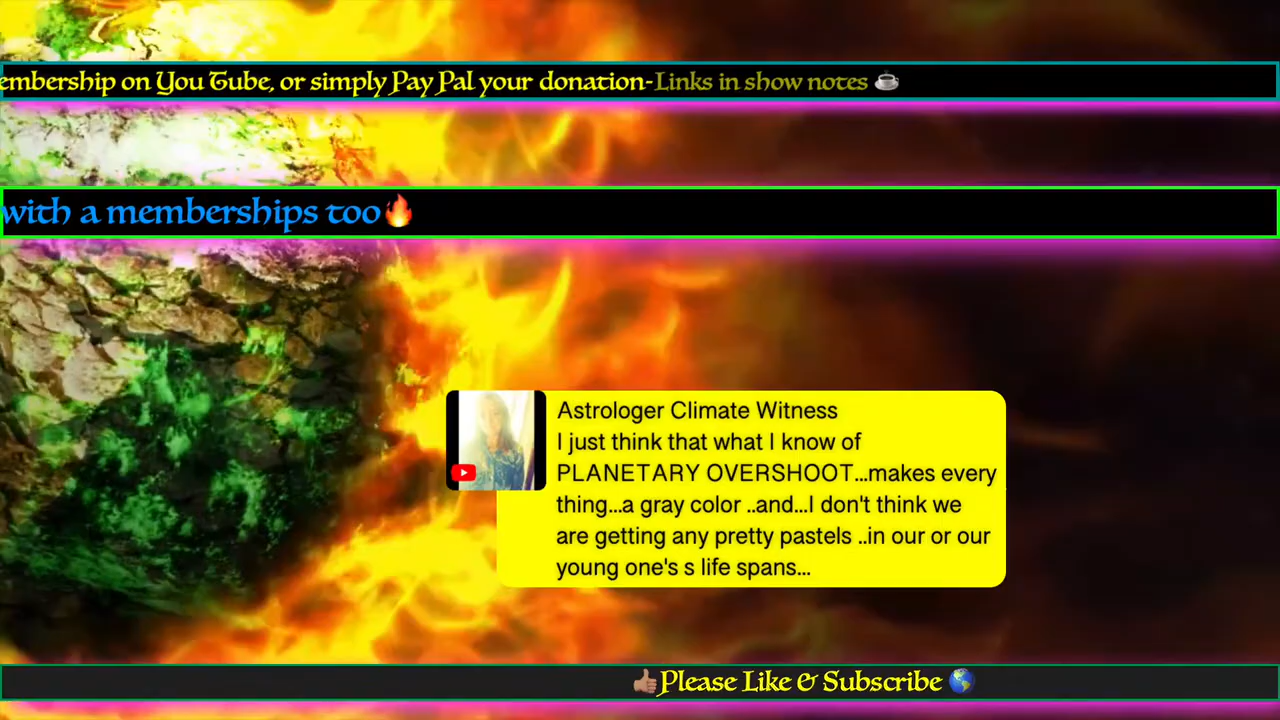 embership on You Tube, or simply Pay Pal your donation-Links in show notes ☕
with a memberships too🔥
Astrologer Climate Witness
I just think that what I know of
PLANETARY OVERSHOOT...makes every
thing...a gray color ..and...I don't think we
are getting any pretty pastels ..in our or our
young one's s life spans...
👍🏽Please Like & Subscribe 🌎